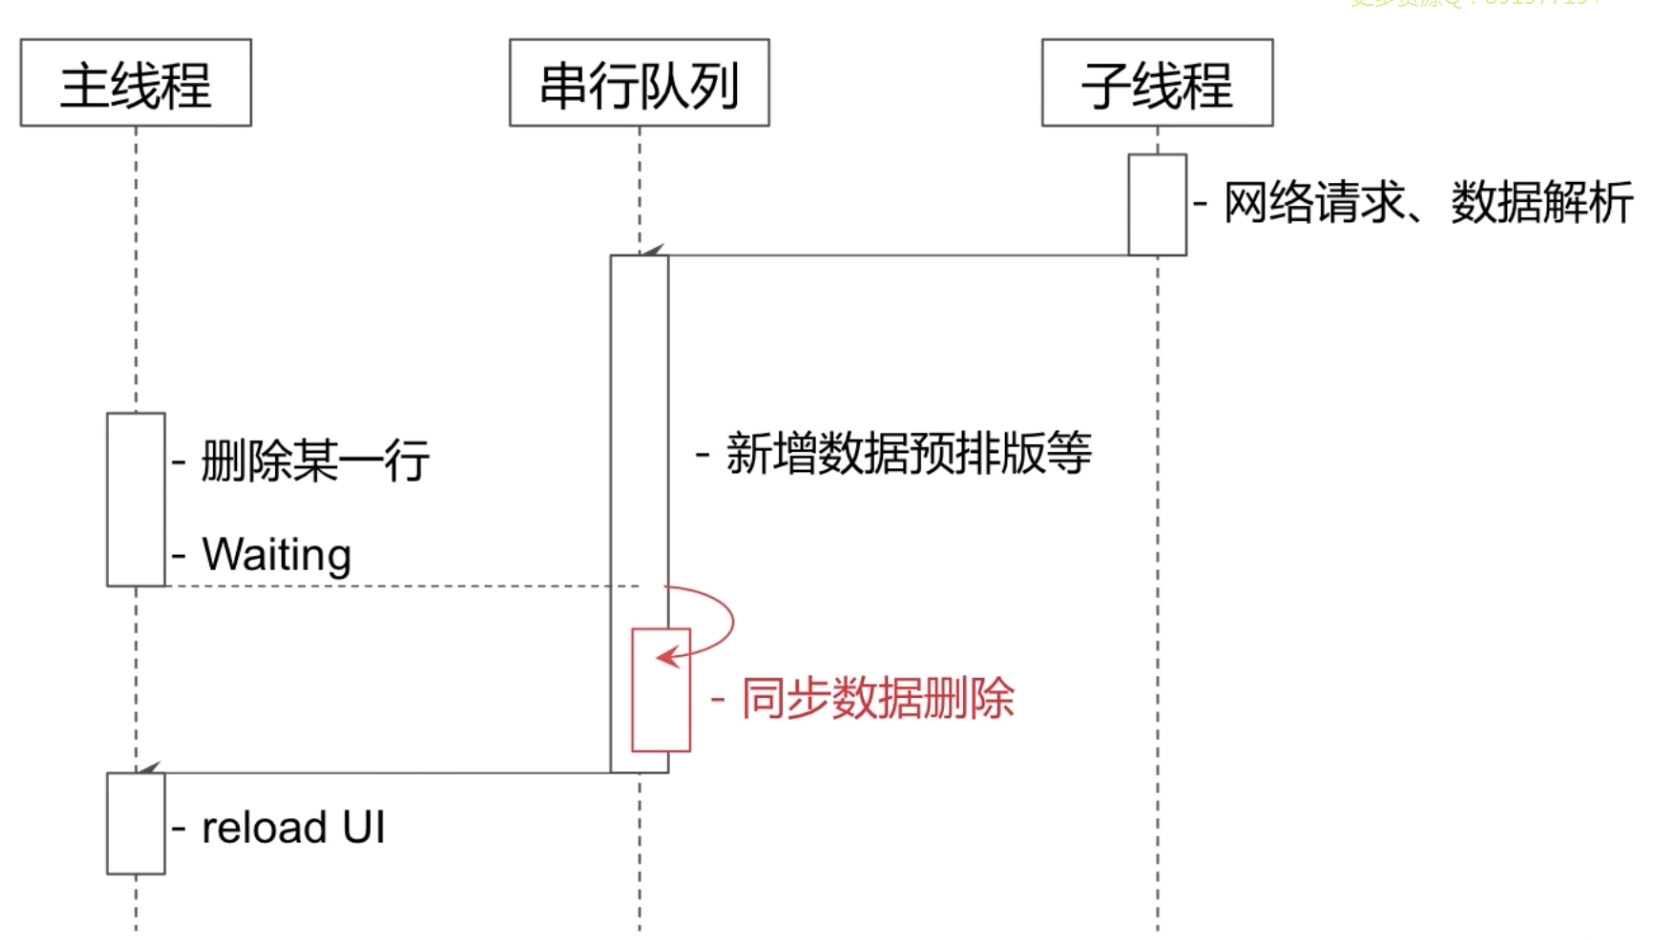 主线程
串行队列
子线程
- 网络请求、数据解析
- 删除某一行
- 新增数据预排版等
- Waiting
- 同步数据删除
- reload UI